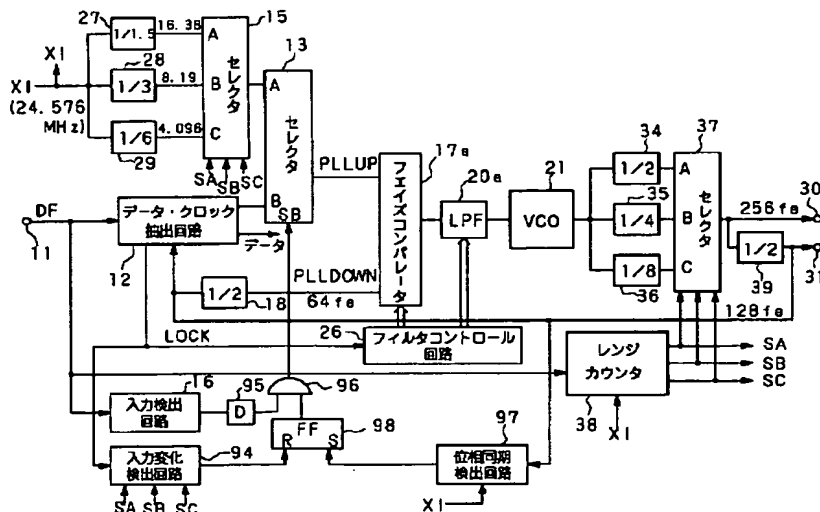 27
1/1.5
16.38
15
A
セレクタ
XI
28
1/3
8.19
B
XI
(24.576
MHz)
1/6
4.096
C
29
SA
SB
SC
13
A
セレクタ
B
SB
PLLUP
17a
フェイズコンパレータ
20a
LPF
21
VCO
34
1/2
A
35
1/4
B
1/8
C
36
37
セレクタ
256fs
30
1/2
39
31
128fs
DF
11
データ・クロック
抽出回路
データ
12
PLLDOWN
1/2
64fs
18
LOCK
26
フィルタコントロール
回路
レンジ
カウンタ
SA
SB
SC
38
XI
16
入力検出
回路
95
D
96
FF
R
S
98
入力変化
検出回路
94
SA
SB
SC
97
位相同期
検出回路
XI